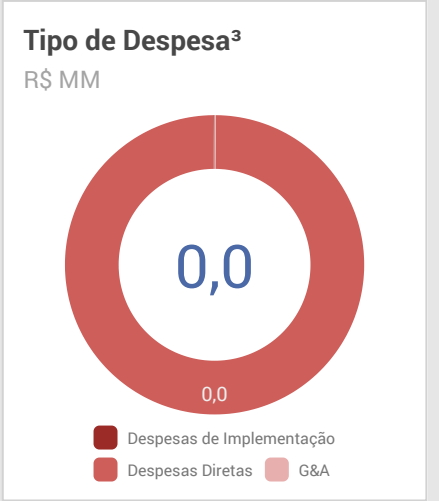 Tipo de Despesa³
R$ MM
0,0
0,0
Despesas de Implementação
Despesas Diretas G&A